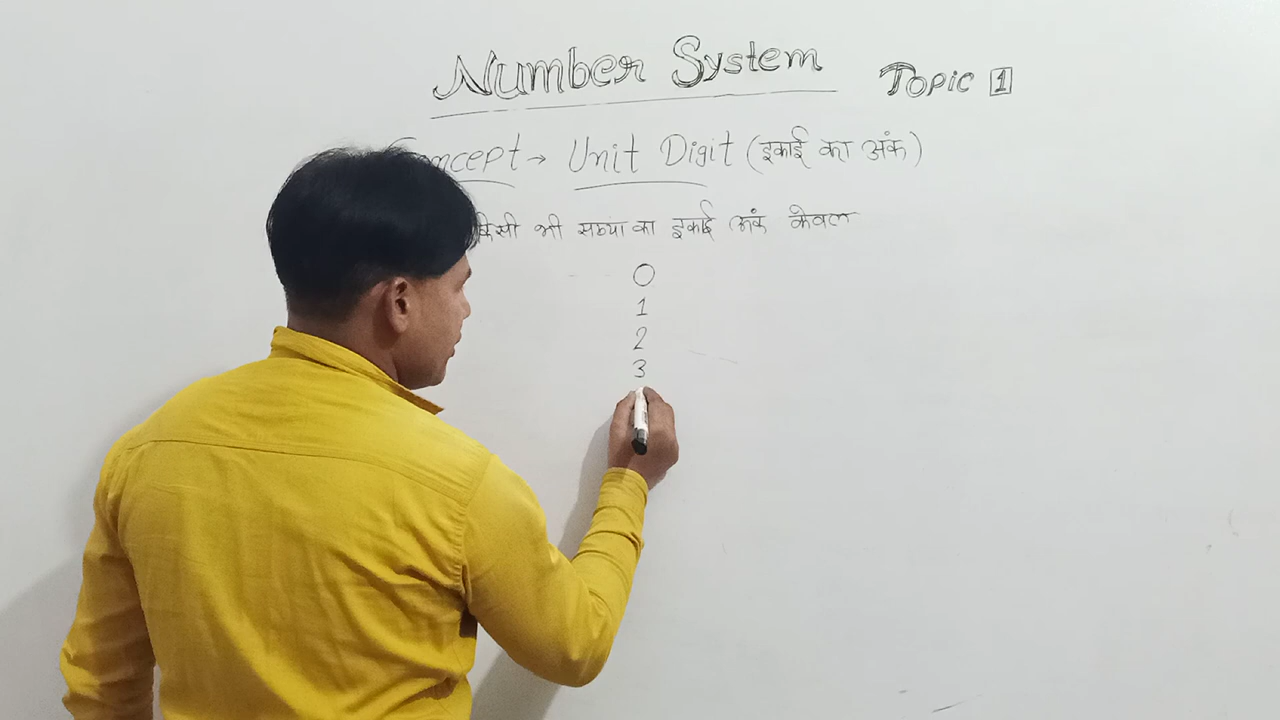 Number System Topic 1
Concept → Unit Digit (इकाई का अंक)
किसी भी संख्या का इकाई अंक केवल
0
1
2
3